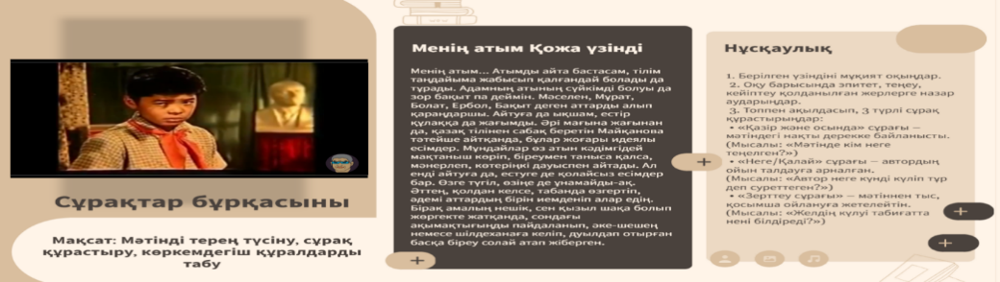 Сұрақтар бұрқасыны
Мақсат: Мәтінді терең түсіну, сұрақ
құрастыру, көркемдегіш құралдарды
табу
Менің атым Қожа үзінді
Менің атым... Атымды айта бастасам, тілім
таңдайыма жабысып қалғандай болады да
тұрады. Адамның атының сүйкімді болуы да
зор бақыт па деймін. Мәселен, Мұрат,
Болат, Ербол, Бақыт деген аттарды алып
қараңдаршы. Айтуға да ықшам, естір
құлаққа да жағымды. Әрі мағына жағынан
да, қазақ тілінен сабақ беретін Майқанова
тәтейше айтқанда, бұлар жоғары идеялы
есімдер. Мұндайлар өз атын кәдімгідей
мақтаныш көріп, біреумен таныса қалса,
мәнерлеп, көтеріңкі дауыспен айтады. Ал
енді айтуға да, естуге де қолайсыз есімдер
бар. Өзге түгіл, өзіңе де ұнамайды-ақ.
Әттең, қолдан келсе, табанда өзгертіп,
әдемі аттардың бірін иемденіп алар едің.
Бірақ амалың нешік, сен қызыл шақа болып
жөргекте жатқанда, сондағы
ақымақтығыңды пайдаланып, әке-шешең
немесе шілдеханаға келіп, дуылдап отырған
басқа біреу солай атап жіберген.
Нұсқаулық
1. Берілген үзіндіні мұқият оқыңдар.
2. Оқу барысында эпитет, теңеу,
кейіптеу қолданылған жерлерге назар
аударыңдар.
3. Топпен ақылдасып, 3 түрлі сұрақ
құрастырыңдар:
• «Қазір және осында» сұрағы —
мәтіндегі нақты дерекке байланысты.
(Мысалы: «Мәтінде кім неге
теңелген?»)
• «Неге/Қалай» сұрағы — автордың
ойын талдауға арналған.
(Мысалы: «Автор неге күнді күліп тұр
деп суреттеген?»)
• «Зерттеу сұрағы» — мәтіннен тыс,
қосымша ойлануға жетелейтін.
(Мысалы: «Желдің күлуі табиғатта
нені білдіреді?»)